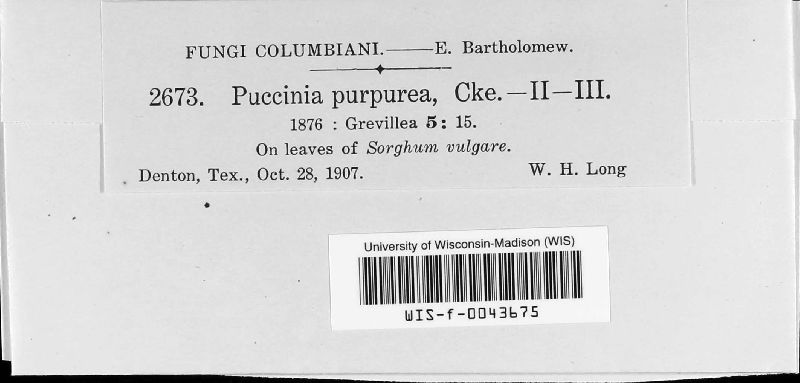 FUNGI COLUMBIANI.——E. Bartholomew.
2673. Puccinia purpurea, Cke.—II—III.
1876 : Grevillea 5: 15.
On leaves of Sorghum vulgare.
Denton, Tex., Oct. 28, 1907. W. H. Long
University of Wisconsin-Madison (WIS)
WIS-f-0043675